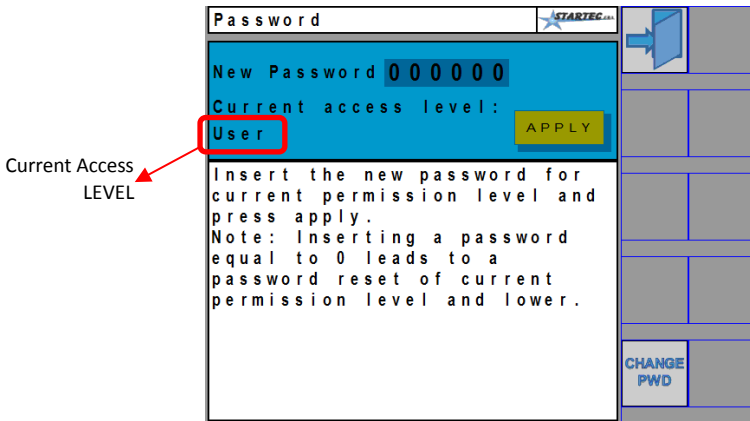 Password
STARTEC s.r.l.
New Password 000000
Current access level:
User
APPLY
Current Access
LEVEL
Insert the new password for
current permission level and
press apply.
Note: Inserting a password
equal to 0 leads to a
password reset of current
permission level and lower.
CHANGE
PWD